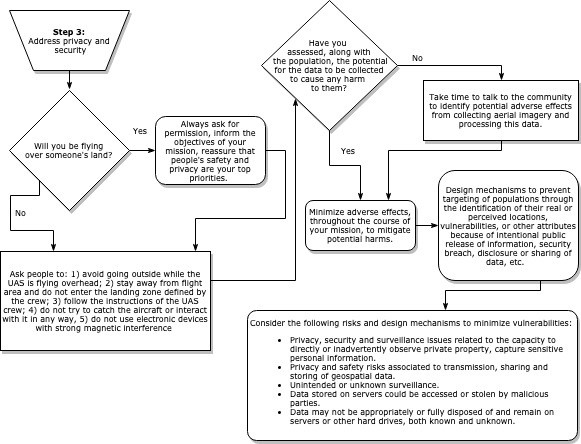 Step 3:
Address privacy and
security
Will you be flying
over someone's land?
Yes
No
Always ask for
permission, inform the
objectives of your
mission, reassure that
people's safety and
privacy are your top
priorities.
Ask people to: 1) avoid going outside while the
UAS is flying overhead; 2) stay away from flight
area and do not enter the landing zone defined by
the crew; 3) follow the instructions of the UAS
crew; 4) do not try to catch the aircraft or interact
with it in any way, 5) do not use electronic devices
with strong magnetic interference
Have you
assessed, along with
the population, the potential
for the data to be collected
to cause any harm
to them?
No
Yes
Take time to talk to the community
to identify potential adverse effects
from collecting aerial imagery and
processing this data.
Minimize adverse effects,
throughout the course of
your mission, to mitigate
potential harms.
Design mechanisms to prevent
targeting of populations through
the identification of their real or
perceived locations,
vulnerabilities, or other attributes
because of intentional public
release of information, security
breach, disclosure or sharing of
data, etc.
Consider the following risks and design mechanisms to minimize vulnerabilities:
• Privacy, security and surveillance issues related to the capacity to
directly or inadvertently observe private property, capture sensitive
personal information.
• Privacy and safety risks associated to transmission, sharing and
storing of geospatial data.
• Unintended or unknown surveillance.
• Data stored on servers could be accessed or stolen by malicious
parties.
• Data may not be appropriately or fully disposed of and remain on
servers or other hard drives, both known and unknown.